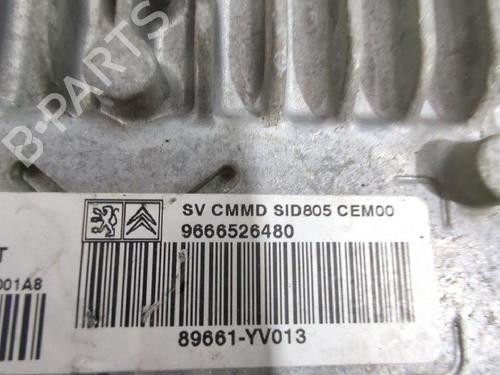 B-PARTS
SV CMMD SID805 CEM00
9666526480
T
001A8
89661-YV013